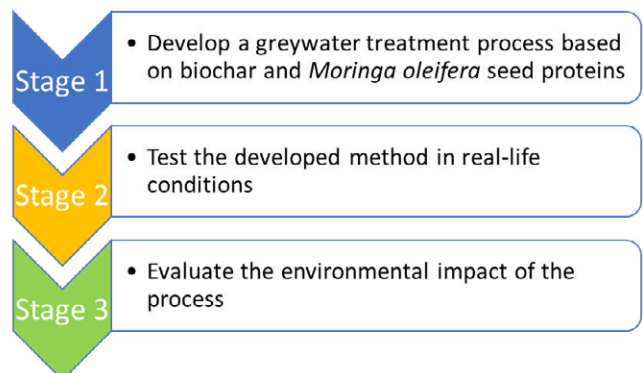 Stage 1
• Develop a greywater treatment process based
on biochar and Moringa oleifera seed proteins
Stage 2
• Test the developed method in real-life
conditions
Stage 3
• Evaluate the environmental impact of the
process